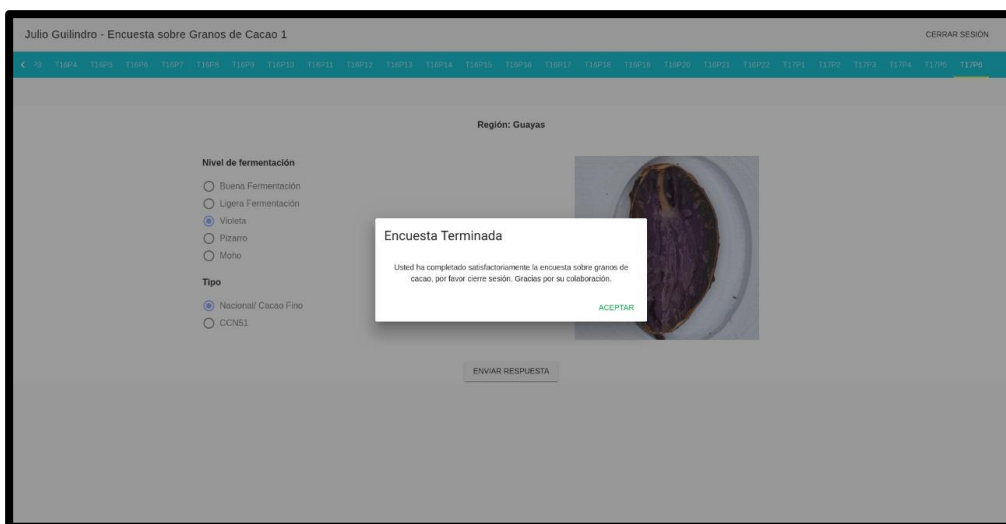 Julio Guilindro - Encuesta sobre Granos de Cacao 1
CERRAR SESIÓN
P3 T16P4 T16P5 T16P6 T16P7 T16P8 T16P9 T16P10 T16P11 T16P12 T16P13 T16P14 T16P15 T16P16 T16P17 T16P18 T16P19 T16P20 T16P21 T16P22 T17P1 T17P2 T17P3 T17P4 T17P5 T17P6
Región: Guayas
Nivel de fermentación
Buena Fermentación
Ligera Fermentación
Violeta
Pizarro
Moho
Tipo
Nacional/ Cacao Fino
CCN51
Encuesta Terminada
Usted ha completado satisfactoriamente la encuesta sobre granos de
cacao, por favor cierre sesión. Gracias por su colaboración.
ACEPTAR
ENVIAR RESPUESTA